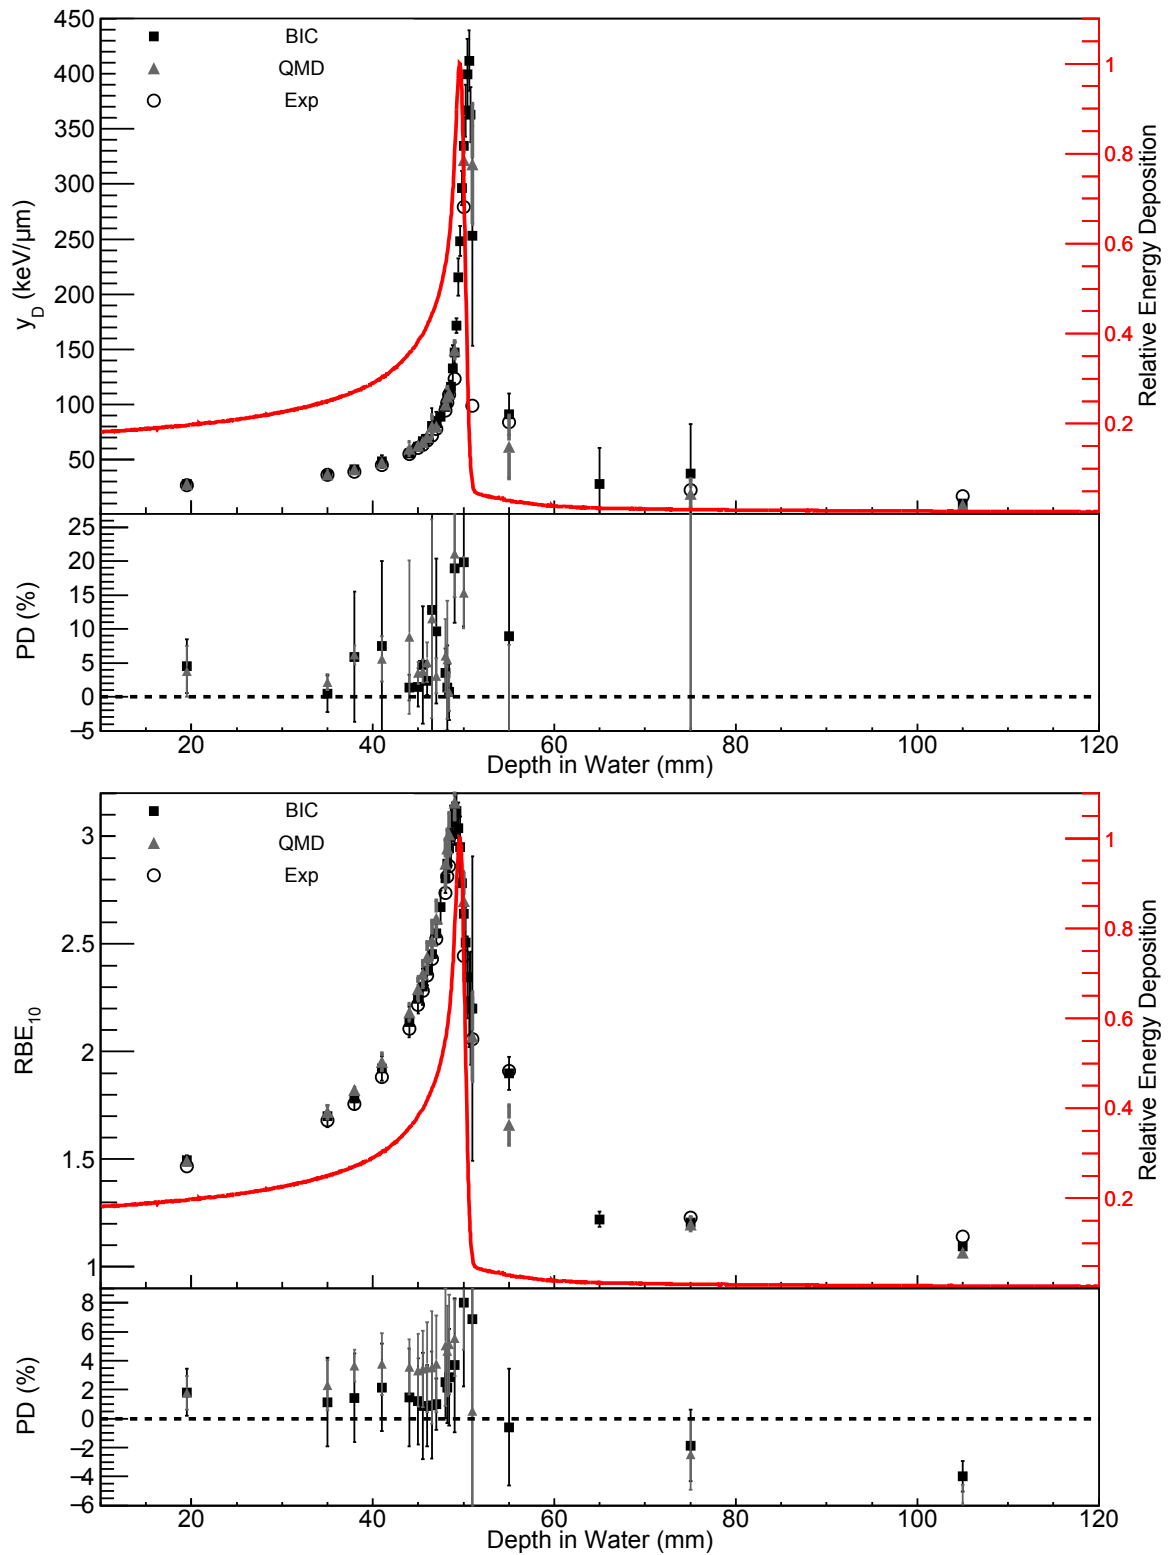 450
400
350
300
250
200
150
100
50
y_D (keV/μm)
BIC
QMD
Exp
1
0.8
0.6
0.4
0.2
Relative Energy Deposition
25
20
15
10
5
0
−5
PD (%)
20 40 60 80 100 120
Depth in Water (mm)
3
2.5
2
1.5
1
RBE_10
BIC
QMD
Exp
1
0.8
0.6
0.4
0.2
Relative Energy Deposition
8
6
4
2
0
−2
−4
−6
PD (%)
20 40 60 80 100 120
Depth in Water (mm)